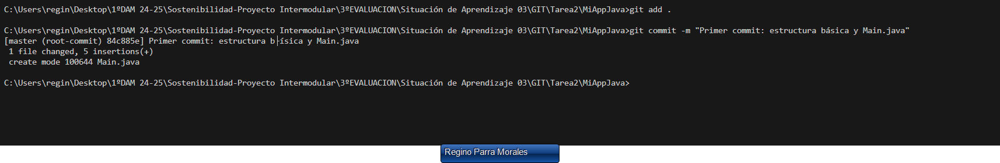 C:\Users\regin\Desktop\1ºDAM 24-25\Sostenibilidad-Proyecto Intermodular\3ºEVALUACION\Situación de Aprendizaje 03\GIT\Tarea2\MiAppJava>git add .
C:\Users\regin\Desktop\1ºDAM 24-25\Sostenibilidad-Proyecto Intermodular\3ºEVALUACION\Situación de Aprendizaje 03\GIT\Tarea2\MiAppJava>git commit -m "Primer commit: estructura básica y Main.java"
[master (root-commit) 84c885e] Primer commit: estructura b├ísica y Main.java
1 file changed, 5 insertions(+)
create mode 100644 Main.java
C:\Users\regin\Desktop\1ºDAM 24-25\Sostenibilidad-Proyecto Intermodular\3ºEVALUACION\Situación de Aprendizaje 03\GIT\Tarea2\MiAppJava>
Regino Parra Morales